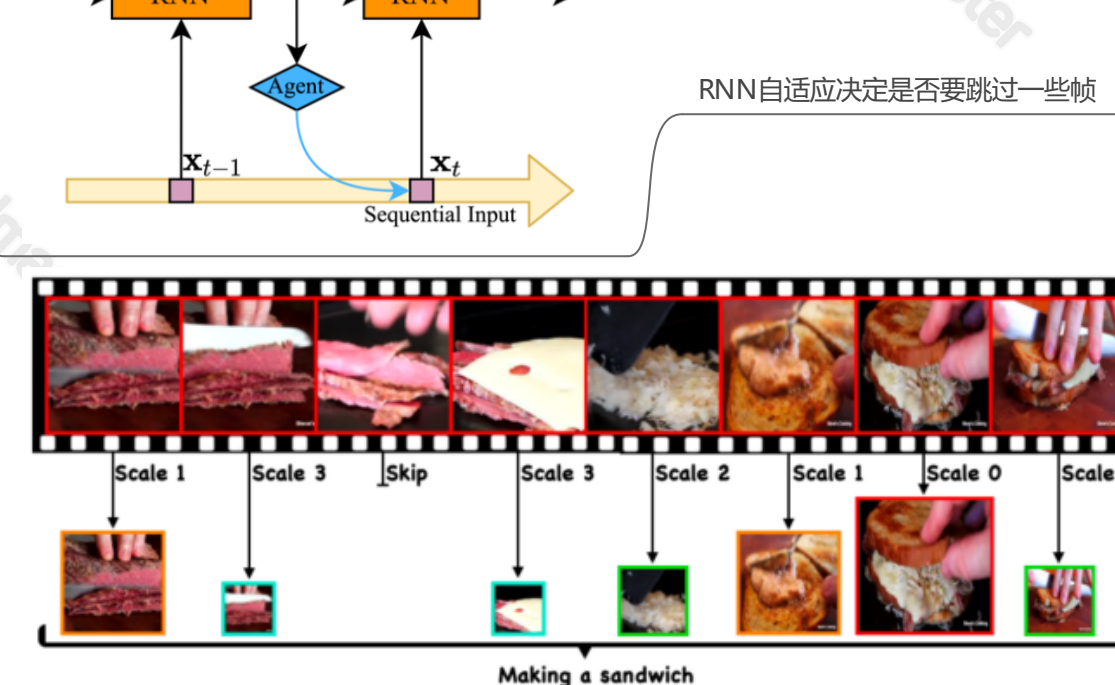 RNN
RNN
Agent
RNN自适应决定是否要跳过一些帧
x_{t−1}
x_t
Sequential Input
Scale 1
Scale 3
Skip
Scale 3
Scale 2
Scale 1
Scale 0
Scale
Making a sandwich